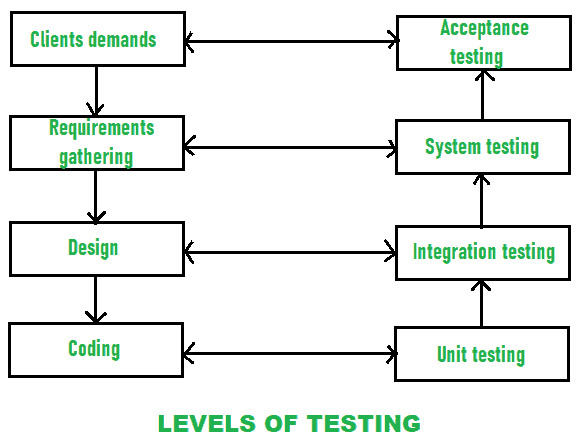 Clients demands
Acceptance
testing
Requirements
gathering
System testing
Design
Integration testing
Coding
Unit testing
LEVELS OF TESTING